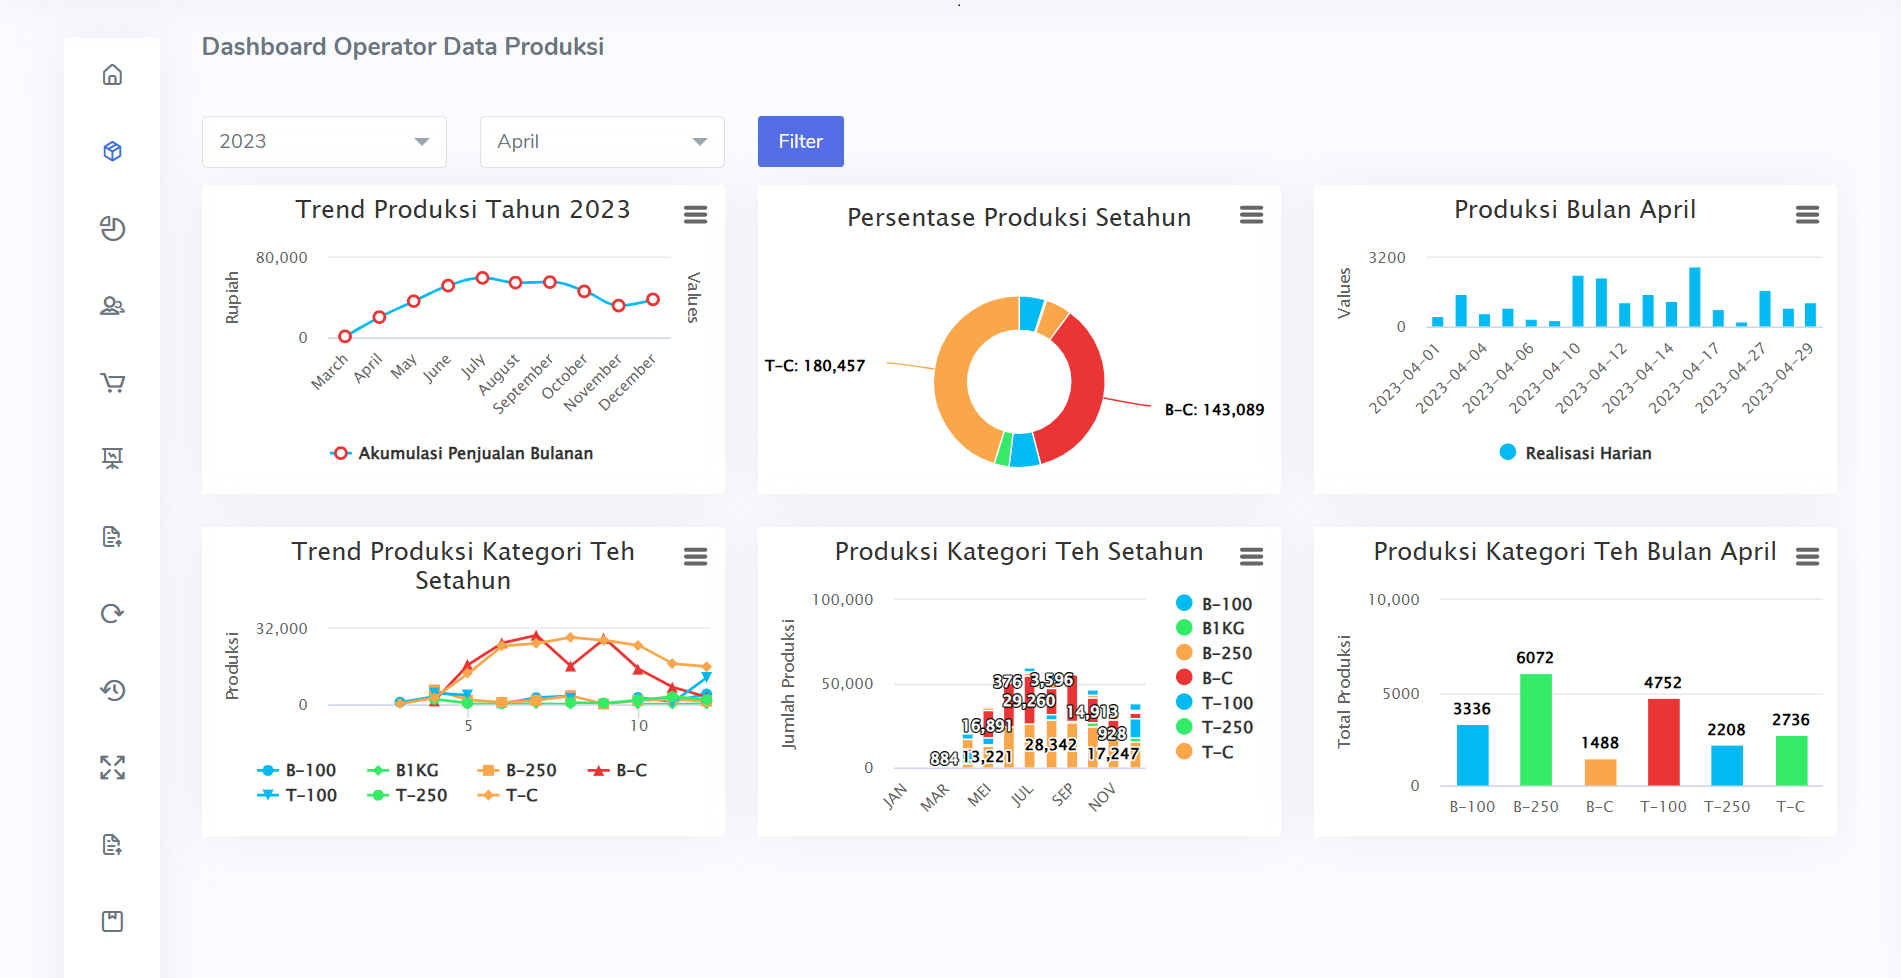 Dashboard Operator Data Produksi
2023
April
Filter
Trend Produksi Tahun 2023
80,000
0
Rupiah
Values
March
April
May
June
July
August
September
October
November
December
Akumulasi Penjualan Bulanan
Persentase Produksi Setahun
T-C: 180,457
B-C: 143,089
Produksi Bulan April
3200
0
Values
2023-04-01
2023-04-04
2023-04-06
2023-04-10
2023-04-12
2023-04-14
2023-04-17
2023-04-27
2023-04-29
Realisasi Harian
Trend Produksi Kategori Teh
Setahun
32,000
0
Produksi
5
10
B-100
B1KG
B-250
B-C
T-100
T-250
T-C
Produksi Kategori Teh Setahun
100,000
50,000
0
Jumlah Produksi
376
3,596
29,260
14,913
16,891
928
28,342
884
13,221
17,247
JAN
MAR
MEI
JUL
SEP
NOV
B-100
B1KG
B-250
B-C
T-100
T-250
T-C
Produksi Kategori Teh Bulan April
10,000
5000
0
Total Produksi
3336
6072
1488
4752
2208
2736
B-100
B-250
B-C
T-100
T-250
T-C